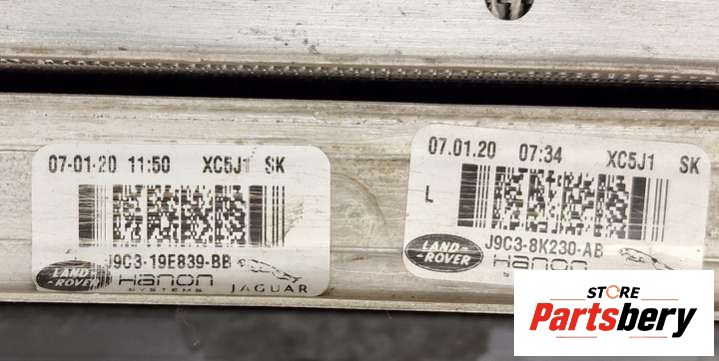 07-01-20 11:50 XC5J1 SK
J9C3-19E839-BB
LAND-ROVER
Hanon
SYSTEMS
JAGUAR
07.01.20 07:34 XC5J1 SK
L
J9C3-8K230-AB
LAND-ROVER
Hanon
STORE
Partsbery